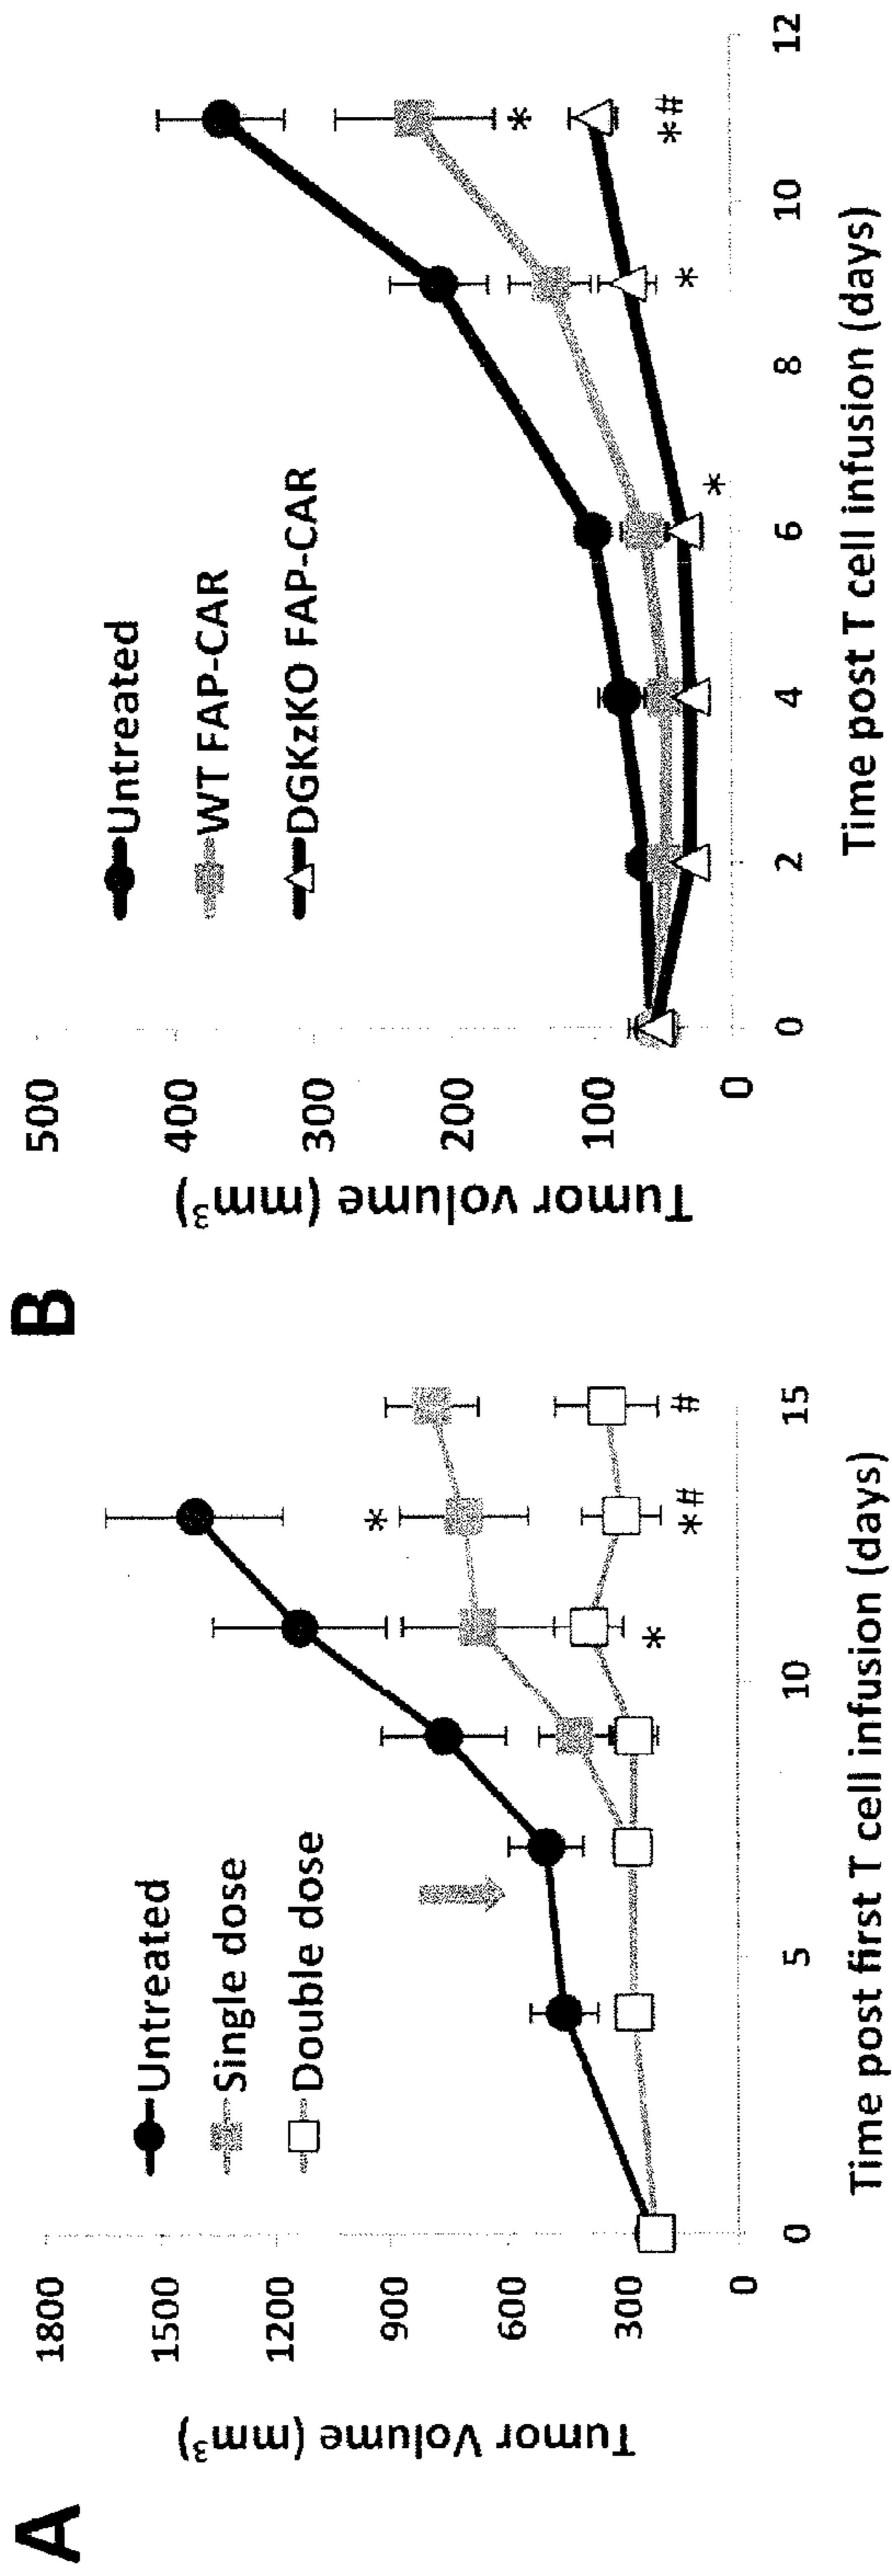 A
Tumor Volume (mm³)
1800
1500
1200
900
600
300
0
Untreated
Single dose
Double dose
*
*
*#
#
0
5
10
15
Time post first T cell infusion (days)
B
Tumor volume (mm³)
500
400
300
200
100
0
Untreated
WT FAP-CAR
DGKzKO FAP-CAR
*
*
*
*#
0
2
4
6
8
10
12
Time post T cell infusion (days)